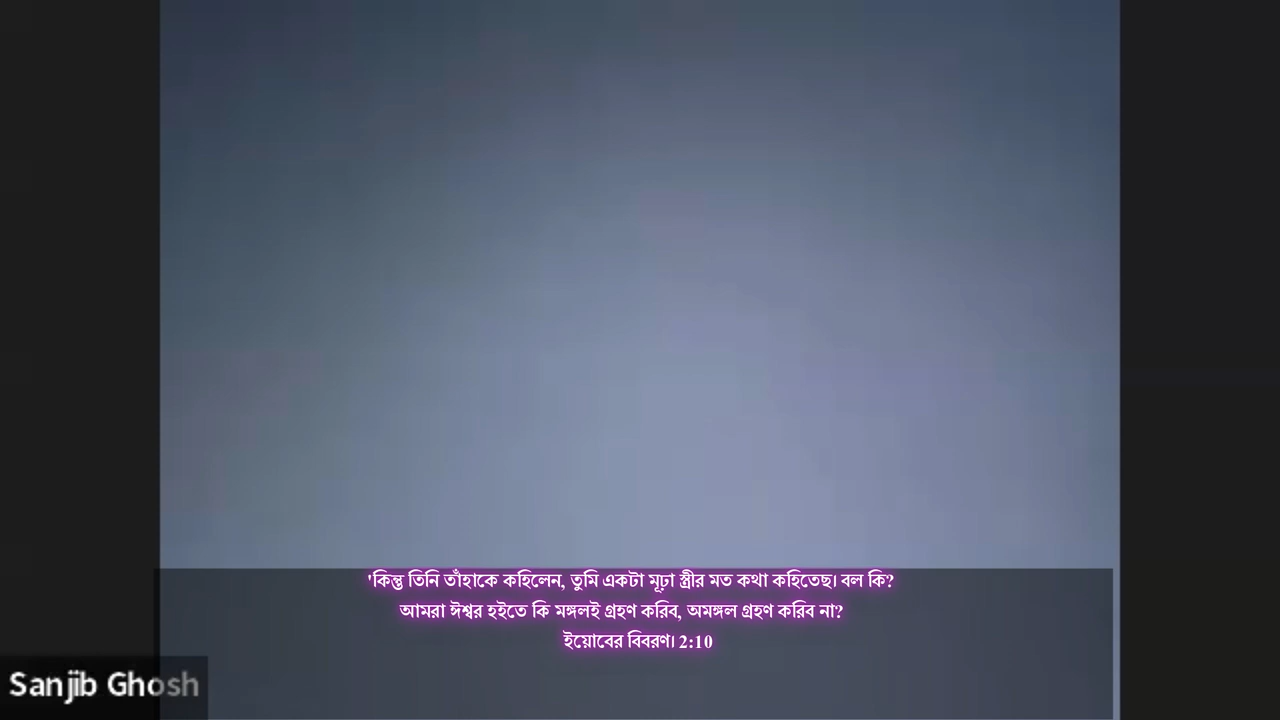 'কিন্তু তিনি তাঁহাকে কহিলেন, তুমি একটা মূঢ়া স্ত্রীর মত কথা কহিতেছ। বল কি?
আমরা ঈশ্বর হইতে কি মঙ্গলই গ্রহণ করিব, অমঙ্গল গ্রহণ করিব না?
ইয়োবের বিবরণ। 2:10
Sanjib Ghosh